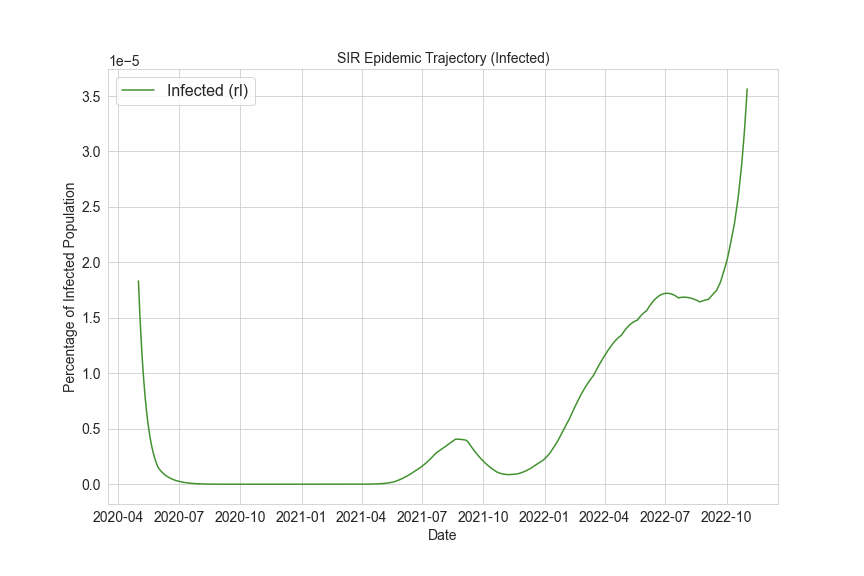 SIR Epidemic Trajectory (Infected)
1e−5
Infected (rI)
3.5
3.0
2.5
2.0
1.5
1.0
0.5
0.0
Percentage of Infected Population
2020-04 2020-07 2020-10 2021-01 2021-04 2021-07 2021-10 2022-01 2022-04 2022-07 2022-10
Date